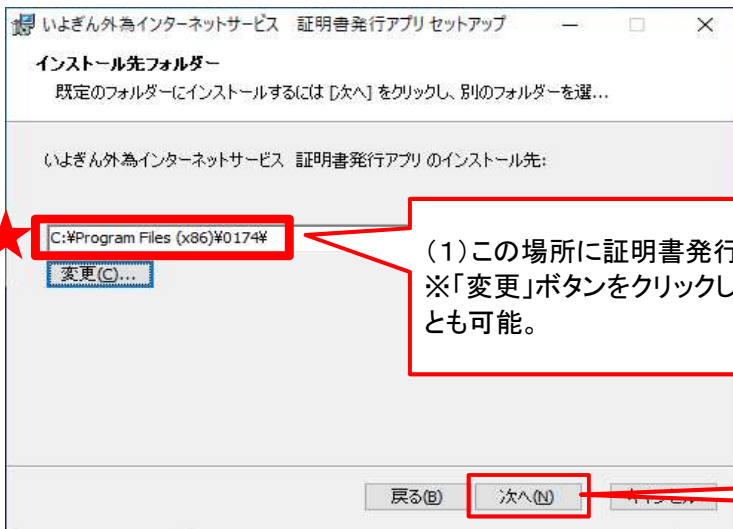 いよぎん外為インターネットサービス 証明書発行アプリ セットアップ
インストール先フォルダー
既定のフォルダーにインストールするには [次へ] をクリックし、別のフォルダーを選...
いよぎん外為インターネットサービス 証明書発行アプリ のインストール先:
C:¥Program Files (x86)¥0174¥
変更(C)...
(1)この場所に証明書発行
※「変更」ボタンをクリックし
とも可能。
戻る(B) 次へ(N)